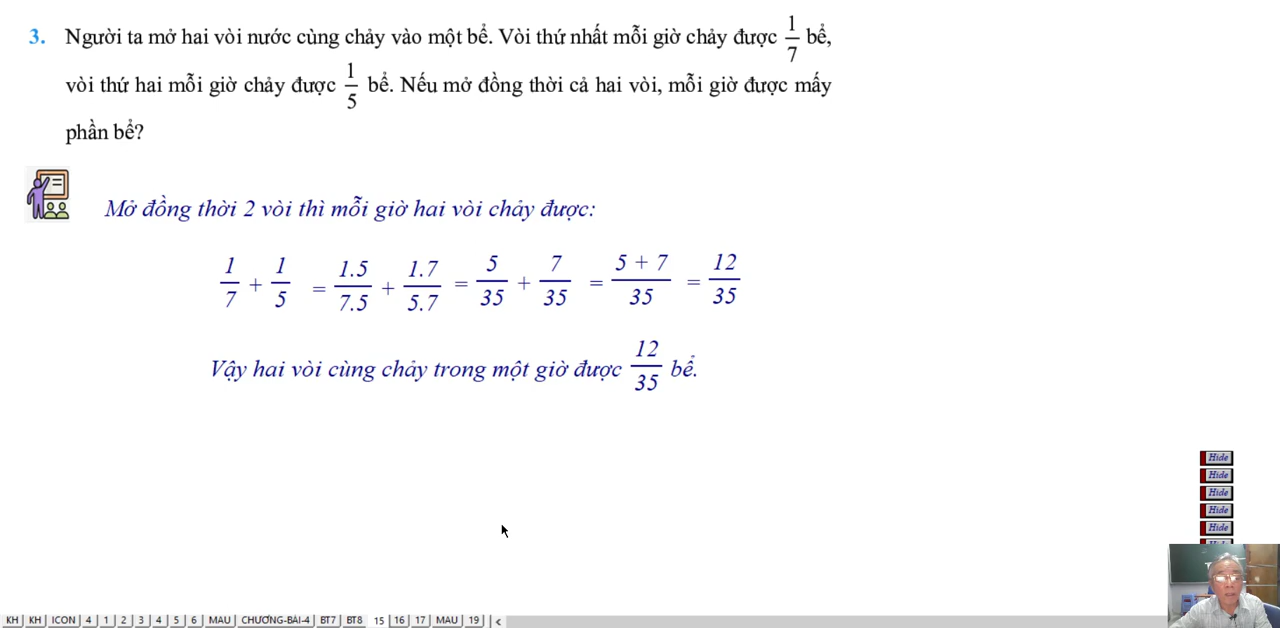 3. Người ta mở hai vòi nước cùng chảy vào một bể. Vòi thứ nhất mỗi giờ chảy được 1/7 bể,
vòi thứ hai mỗi giờ chảy được 1/5 bể. Nếu mở đồng thời cả hai vòi, mỗi giờ được mấy
phần bể?
Mở đồng thời 2 vòi thì mỗi giờ hai vòi chảy được:
1/7 + 1/5 = 1.5/7.5 + 1.7/5.7 = 5/35 + 7/35 = 5 + 7/35 = 12/35
Vậy hai vòi cùng chảy trong một giờ được 12/35 bể.
Hide
Hide
Hide
Hide
Hide
KH KH ICON 4 1 2 3 4 5 6 MAU CHƯƠNG-BÀI-4 BT7 BT8 15 16 17 MAU 19